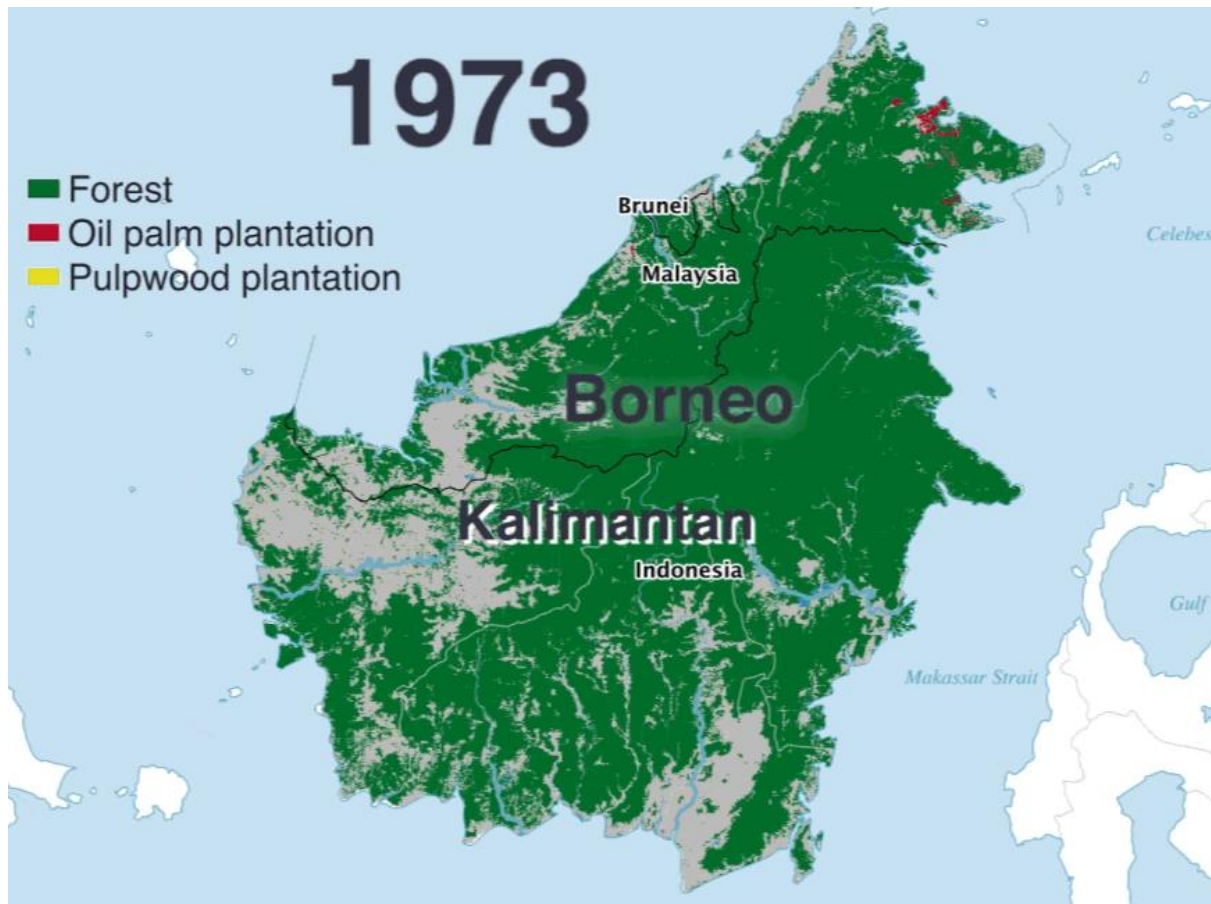 1973
Forest
Oil palm plantation
Pulpwood plantation
Brunei
Malaysia
Celebes
Borneo
Kalimantan
Indonesia
Gulf
Makassar Strait